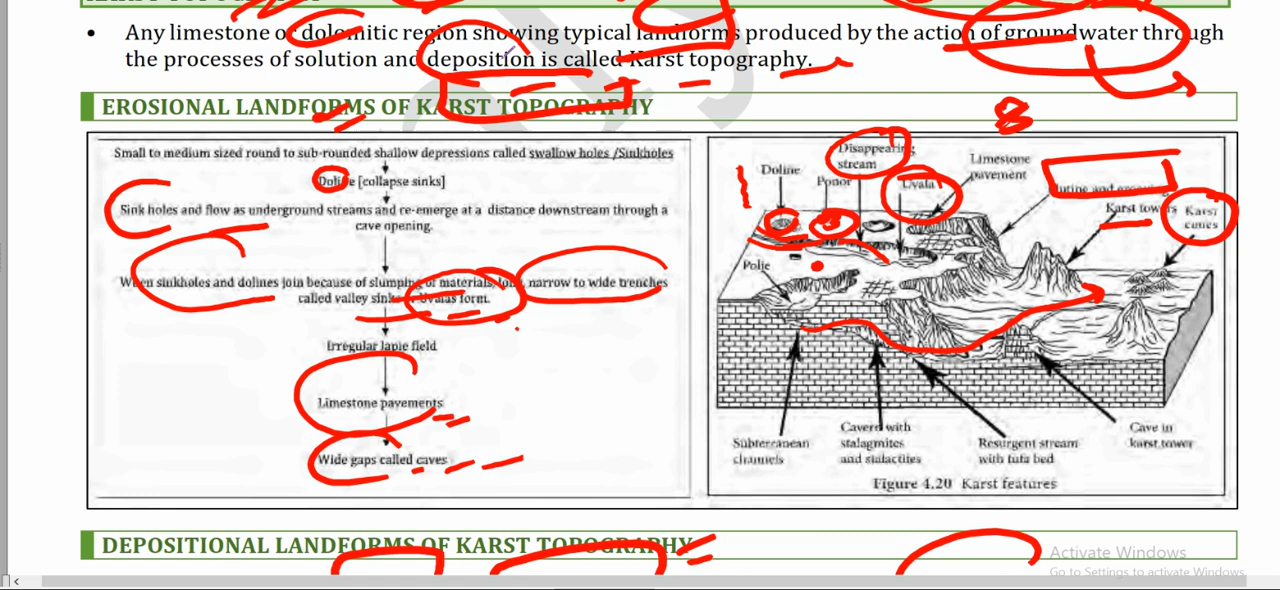 • Any limestone or dolomitic region showing typical landforms produced by the action of groundwater through
the processes of solution and deposition is called Karst topography.
EROSIONAL LANDFORMS OF KARST TOPOGRAPHY
Small to medium sized round to sub-rounded shallow depressions called swallow holes /Sinkholes
Doline [collapse sinks]
Sink holes and flow as underground streams and re-emerge at a distance downstream through a
cave opening.
When sinkholes and dolines join because of slumping of materials, long, narrow to wide trenches
called valley sinks or Uvalas form.
Irregular lapie field
Limestone pavements
Wide gaps called caves
Disappearing
stream
Doline
Ponor
Uvala
Limestone
pavement
and
Karst towers
Karst
cones
Polje
Subterranean
channels
Cavern with
stalagmites
and stalactites
Resurgent stream
with tufa bed
Cave in
karst tower
Figure 4.20 Karst features
DEPOSITIONAL LANDFORMS OF KARST TOPOGRAPHY
Activate Windows
Go to Settings to activate Windows.